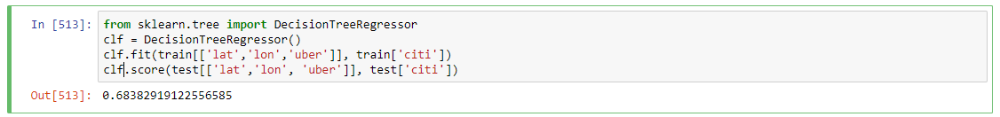 In [513]: from sklearn.tree import DecisionTreeRegressor
clf = DecisionTreeRegressor()
clf.fit(train[['lat','lon','uber']], train['citi'])
clf.score(test[['lat','lon', 'uber']], test['citi'])
Out[513]: 0.68382919122556585